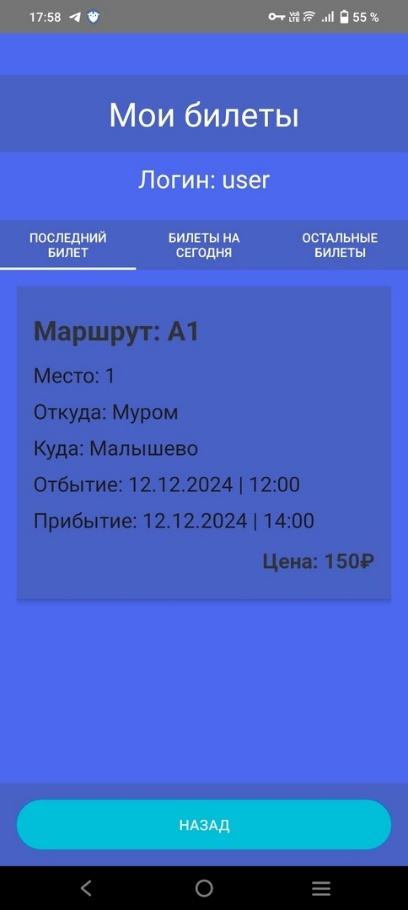 17:58 55 %
Мои билеты
Логин: user
ПОСЛЕДНИЙ БИЛЕТ
БИЛЕТЫ НА СЕГОДНЯ
ОСТАЛЬНЫЕ БИЛЕТЫ
Маршрут: А1
Место: 1
Откуда: Муром
Куда: Малышево
Отбытие: 12.12.2024 | 12:00
Прибытие: 12.12.2024 | 14:00
Цена: 150₽
НАЗАД